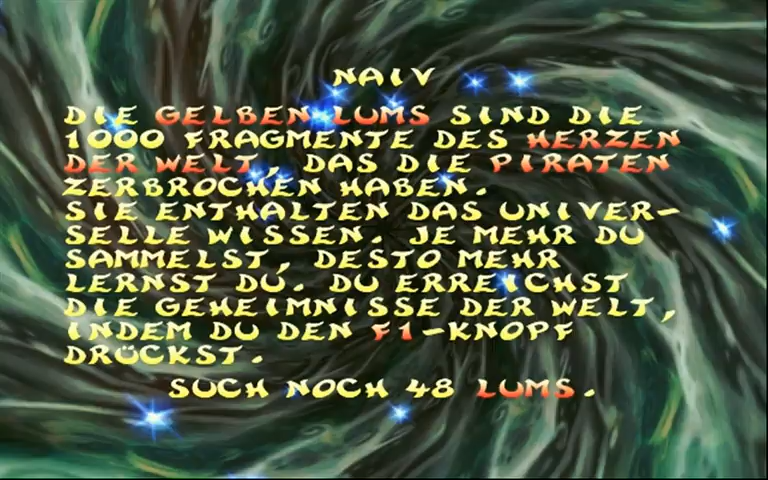 NAIV
DIE GELBEN LUMS SIND DIE
1000 FRAGMENTE DES HERZEN
DER WELT, DAS DIE PIRATEN
ZERBROCHEN HABEN.
SIE ENTHALTEN DAS UNIVER-
SELLE WISSEN. JE MEHR DU
SAMMELST, DESTO MEHR
LERNST DU. DU ERREICHST
DIE GEHEIMNISSE DER WELT,
INDEM DU DEN F1-KNOPF
DRÜCKST.
SUCH NOCH 48 LUMS.